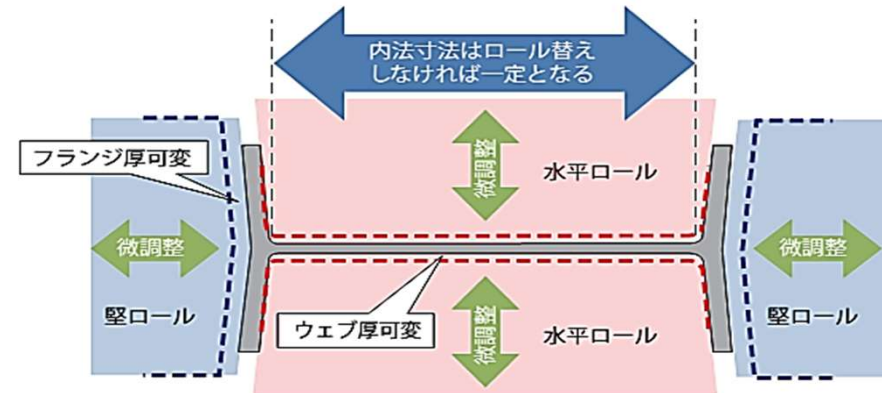 内法寸法はロール替え
しなければ一定となる
フランジ厚可変
微調整
水平ロール
微調整
微調整
堅ロール
ウェブ厚可変
微調整
水平ロール
堅ロール